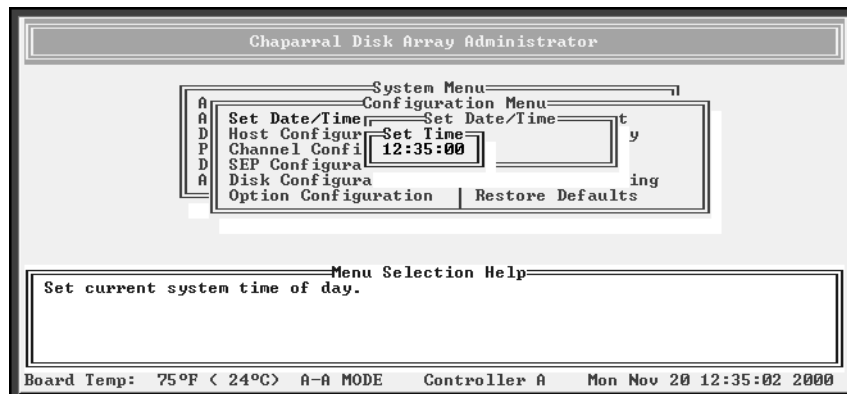 Chaparral Disk Array Administrator
System Menu
A Configuration Menu
A Set Date/Time Set Date/Time t
D Host Configur Set Time y
P Channel Confi 12:35:00
D SEP Configura
A Disk Configura ing
Option Configuration Restore Defaults
Menu Selection Help
Set current system time of day.
Board Temp: 75ºF ( 24ºC) A-A MODE Controller A Mon Nov 20 12:35:02 2000